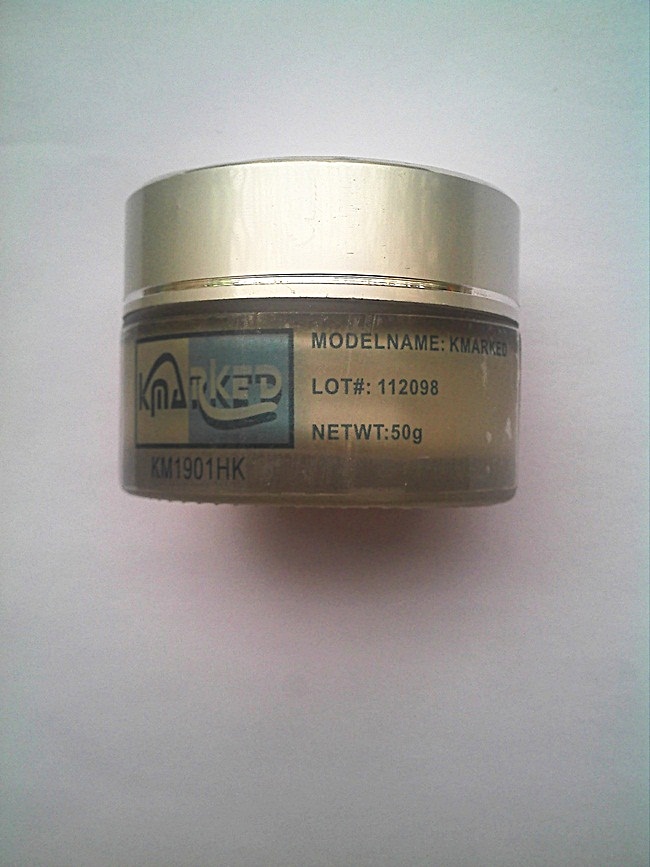 KMARKED
KM1901HK
MODELNAME: KMARKED
LOT#: 112098
NETWT:50g